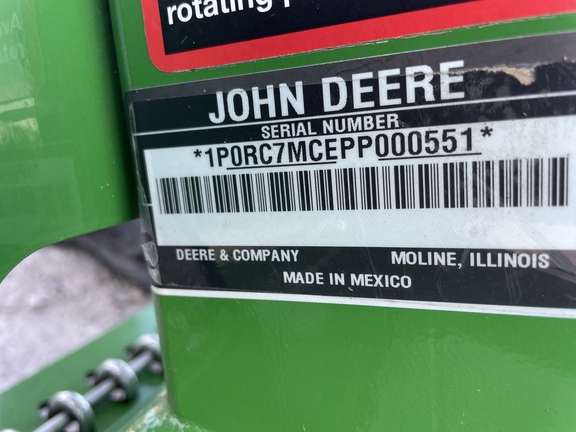 rotating
JOHN DEERE
SERIAL NUMBER
*1P0RC7MCEPP000551*
DEERE & COMPANY MOLINE, ILLINOIS
MADE IN MEXICO